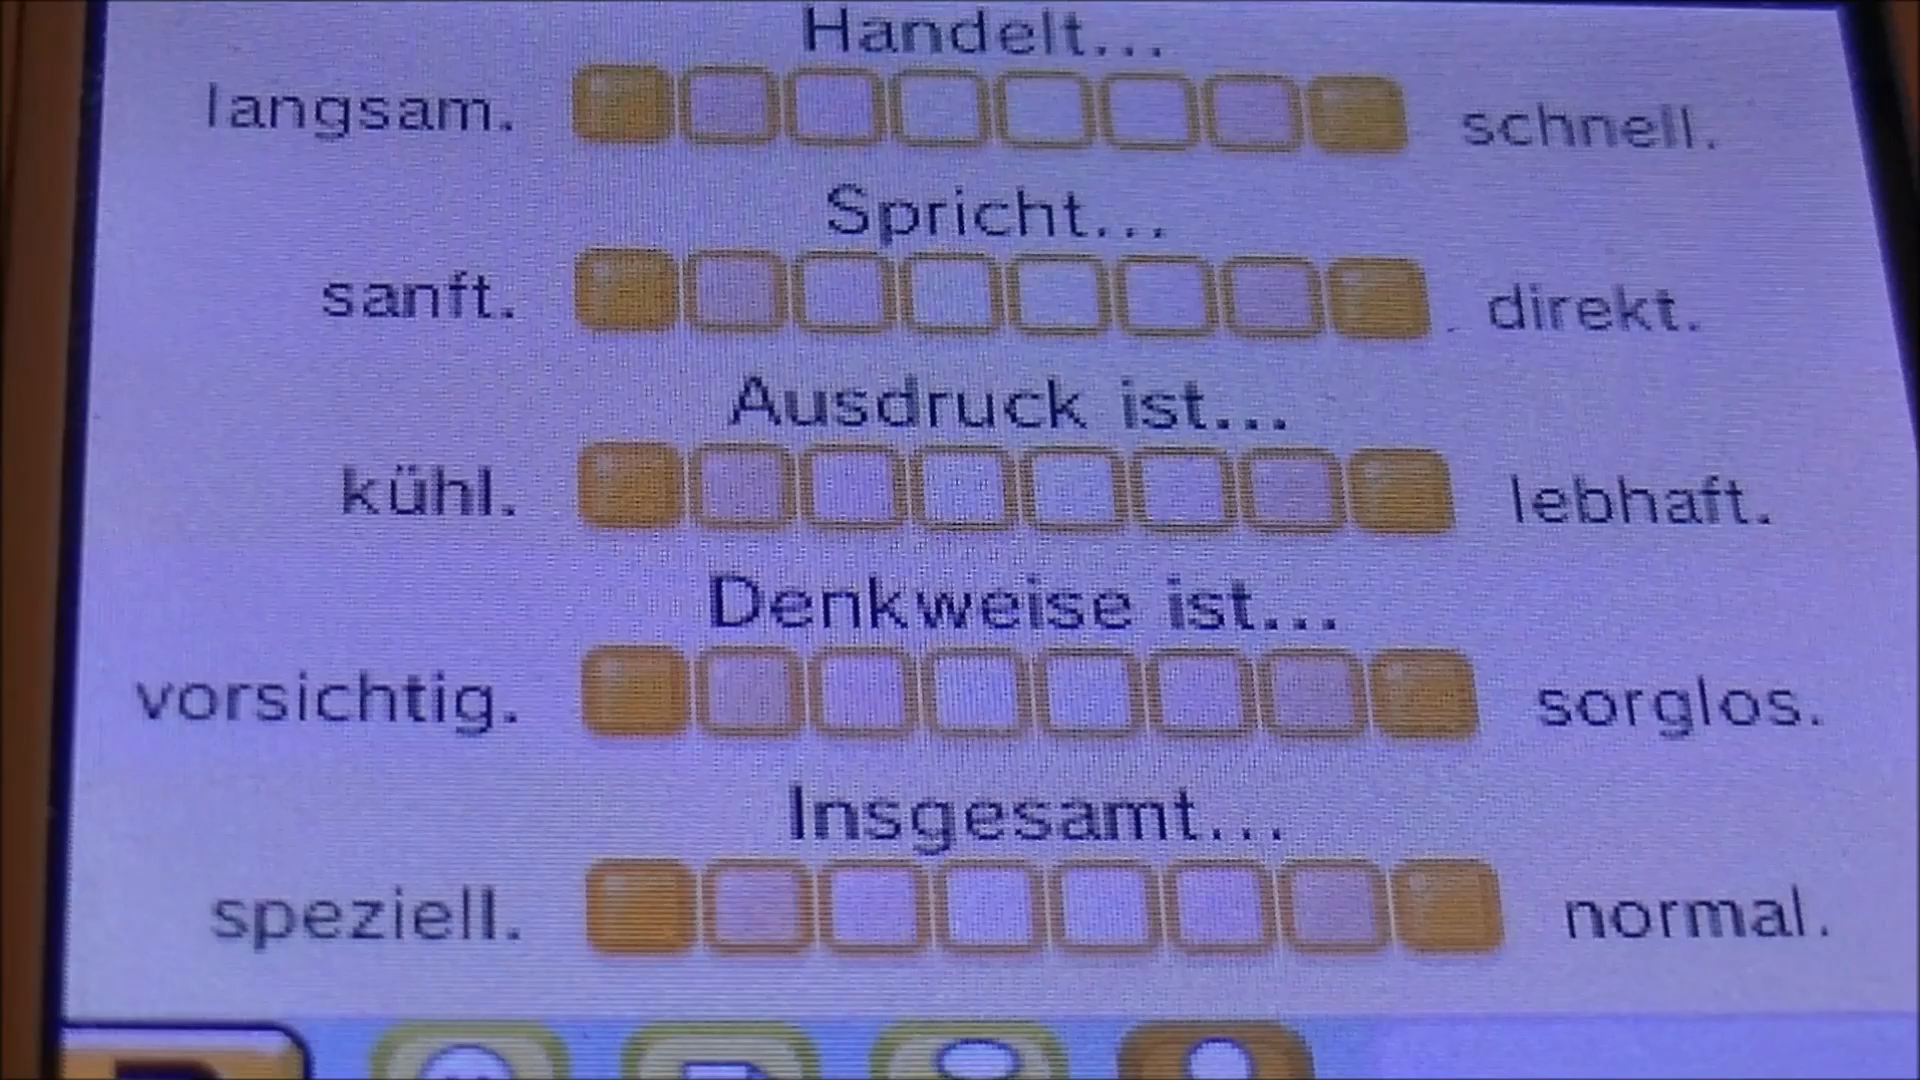 Handelt...
langsam. schnell.
Spricht...
sanft. direkt.
Ausdruck ist...
kühl. lebhaft.
Denkweise ist...
vorsichtig. sorglos.
Insgesamt...
speziell. normal.